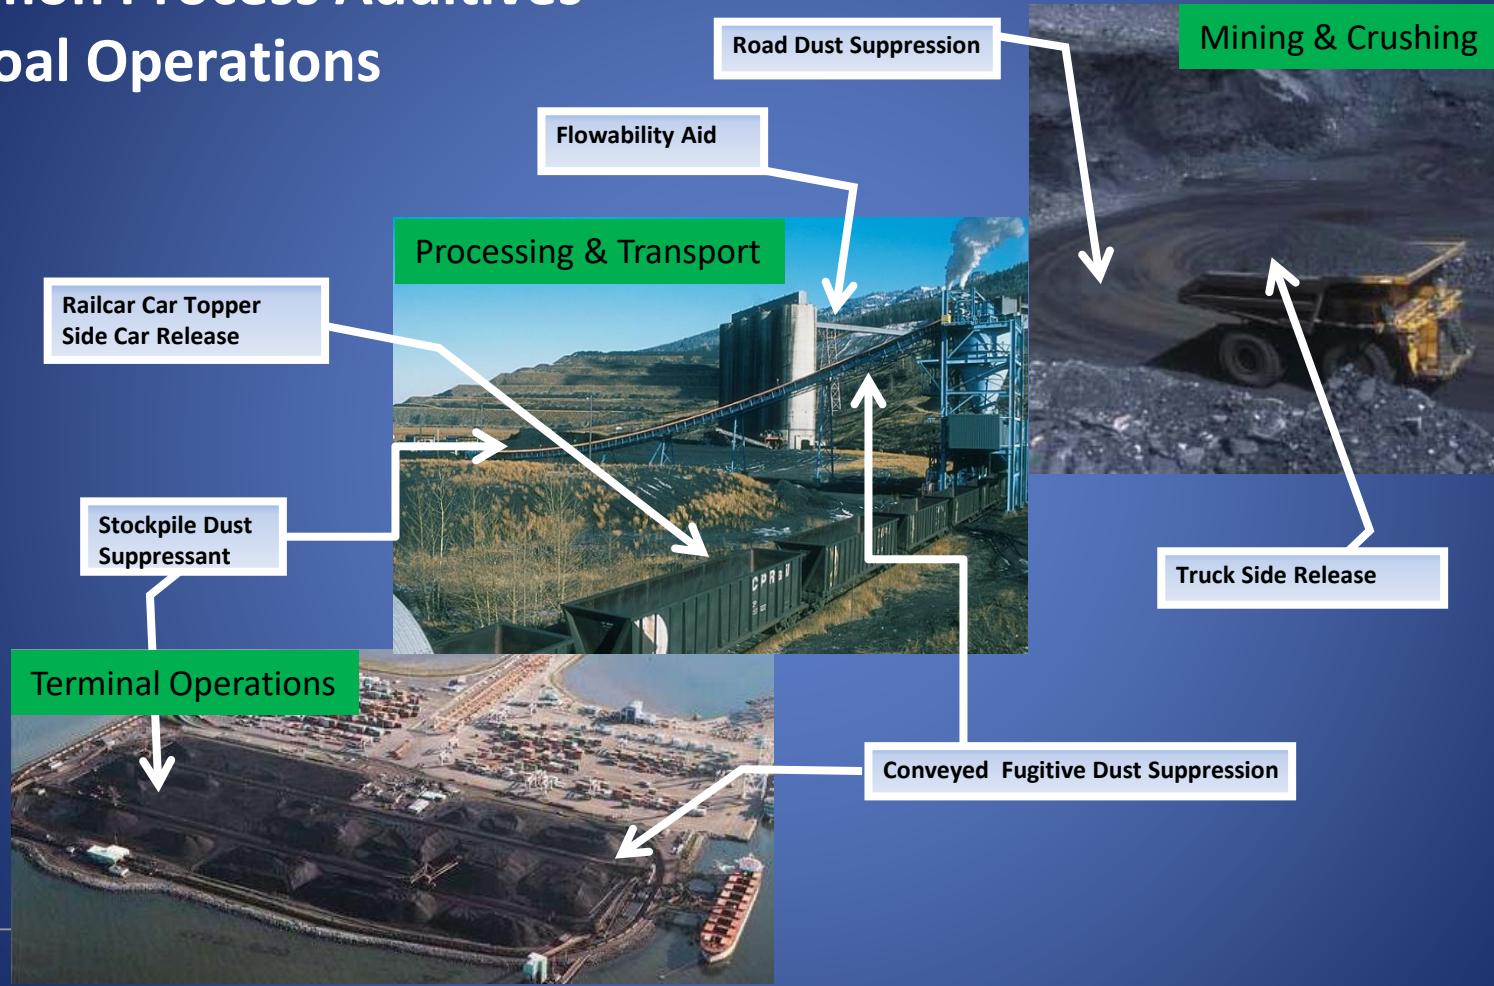 Coal Operations
Road Dust Suppression
Mining & Crushing
Flowability Aid
Processing & Transport
Railcar Car Topper
Side Car Release
Stockpile Dust
Suppressant
Truck Side Release
Terminal Operations
Conveyed  Fugitive Dust Suppression